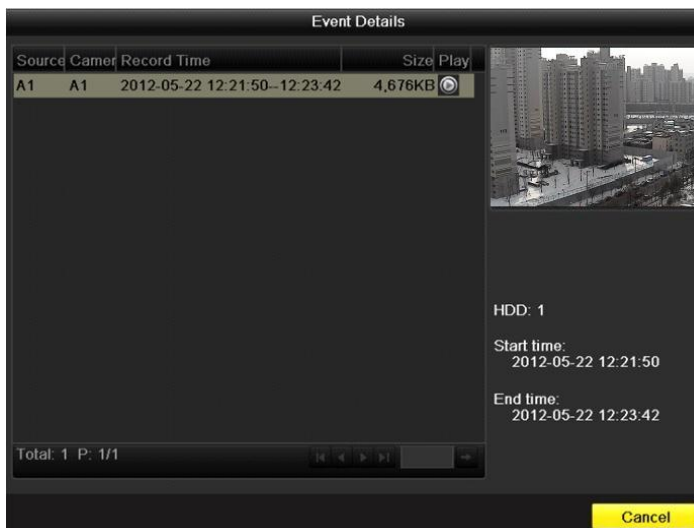 Event Details
Source Camer Record Time Size Play
A1 A1 2012-05-22 12:21:50--12:23:42 4,676KB
HDD: 1
Start time:
2012-05-22 12:21:50
End time:
2012-05-22 12:23:42
Total: 1 P: 1/1
Cancel